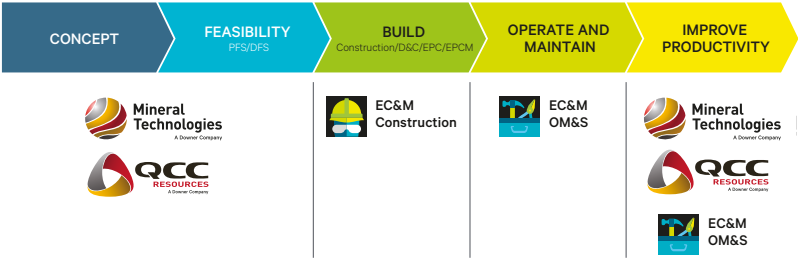 CONCEPT
FEASIBILITY
PFS/DFS
BUILD
Construction/D&C/EPC/EPCM
OPERATE AND
MAINTAIN
IMPROVE
PRODUCTIVITY
Mineral
Technologies
A Downer Company
QCC
RESOURCES
A Downer Company
EC&M
Construction
EC&M
OM&S
Mineral
Technologies
A Downer Company
QCC
RESOURCES
A Downer Company
EC&M
OM&S